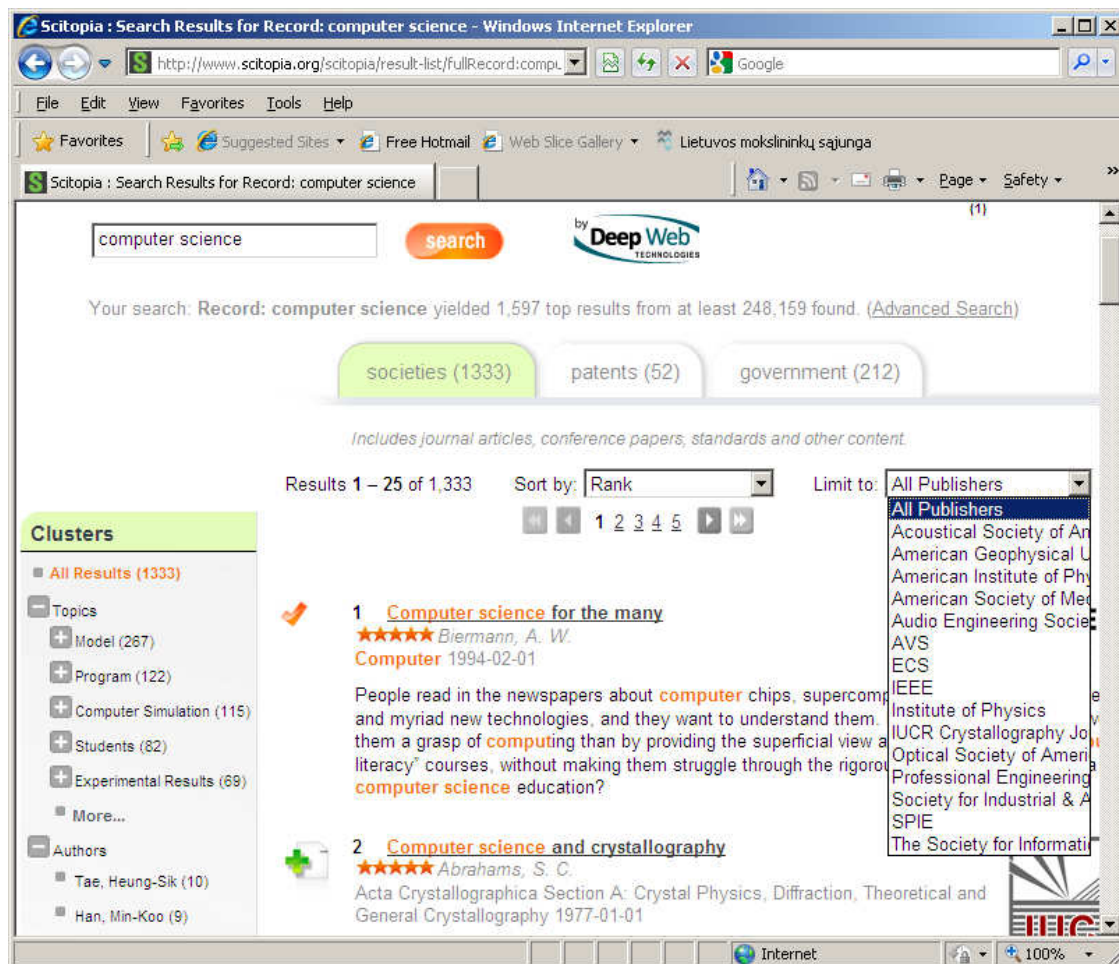 Scitopia : Search Results for Record: computer science - Windows Internet Explorer
http://www.scitopia.org/scitopia/result-list/fullRecord:compu
Google
File Edit View Favorites Tools Help
Favorites Suggested Sites Free Hotmail Web Slice Gallery Lietuvos mokslininkų sąjunga
Scitopia : Search Results for Record: computer science
Page Safety »
(1)
computer science search by Deep Web TECHNOLOGIES
Your search: Record: computer science yielded 1,597 top results from at least 248,159 found. (Advanced Search)
societies (1333) patents (52) government (212)
Includes journal articles, conference papers, standards and other content.
Results 1 – 25 of 1,333 Sort by: Rank Limit to: All Publishers
1 2 3 4 5
All Publishers
Acoustical Society of Am
American Geophysical U
American Institute of Phy
American Society of Mec
Audio Engineering Socie
AVS
ECS
IEEE
Institute of Physics
IUCR Crystallography Jo
Optical Society of Ameri
Professional Engineering
Society for Industrial & A
SPIE
The Society for Informati
Clusters
All Results (1333)
Topics
Model (267)
Program (122)
Computer Simulation (115)
Students (82)
Experimental Results (69)
More...
Authors
Tae, Heung-Sik (10)
Han, Min-Koo (9)
1 Computer science for the many
Biermann, A. W.
Computer 1994-02-01
People read in the newspapers about computer chips, supercomp
and myriad new technologies, and they want to understand them.
them a grasp of computing than by providing the superficial view a
literacy" courses, without making them struggle through the rigorou
computer science education?
2 Computer science and crystallography
Abrahams, S. C.
Acta Crystallographica Section A: Crystal Physics, Diffraction, Theoretical and
General Crystallography 1977-01-01
Internet 100%